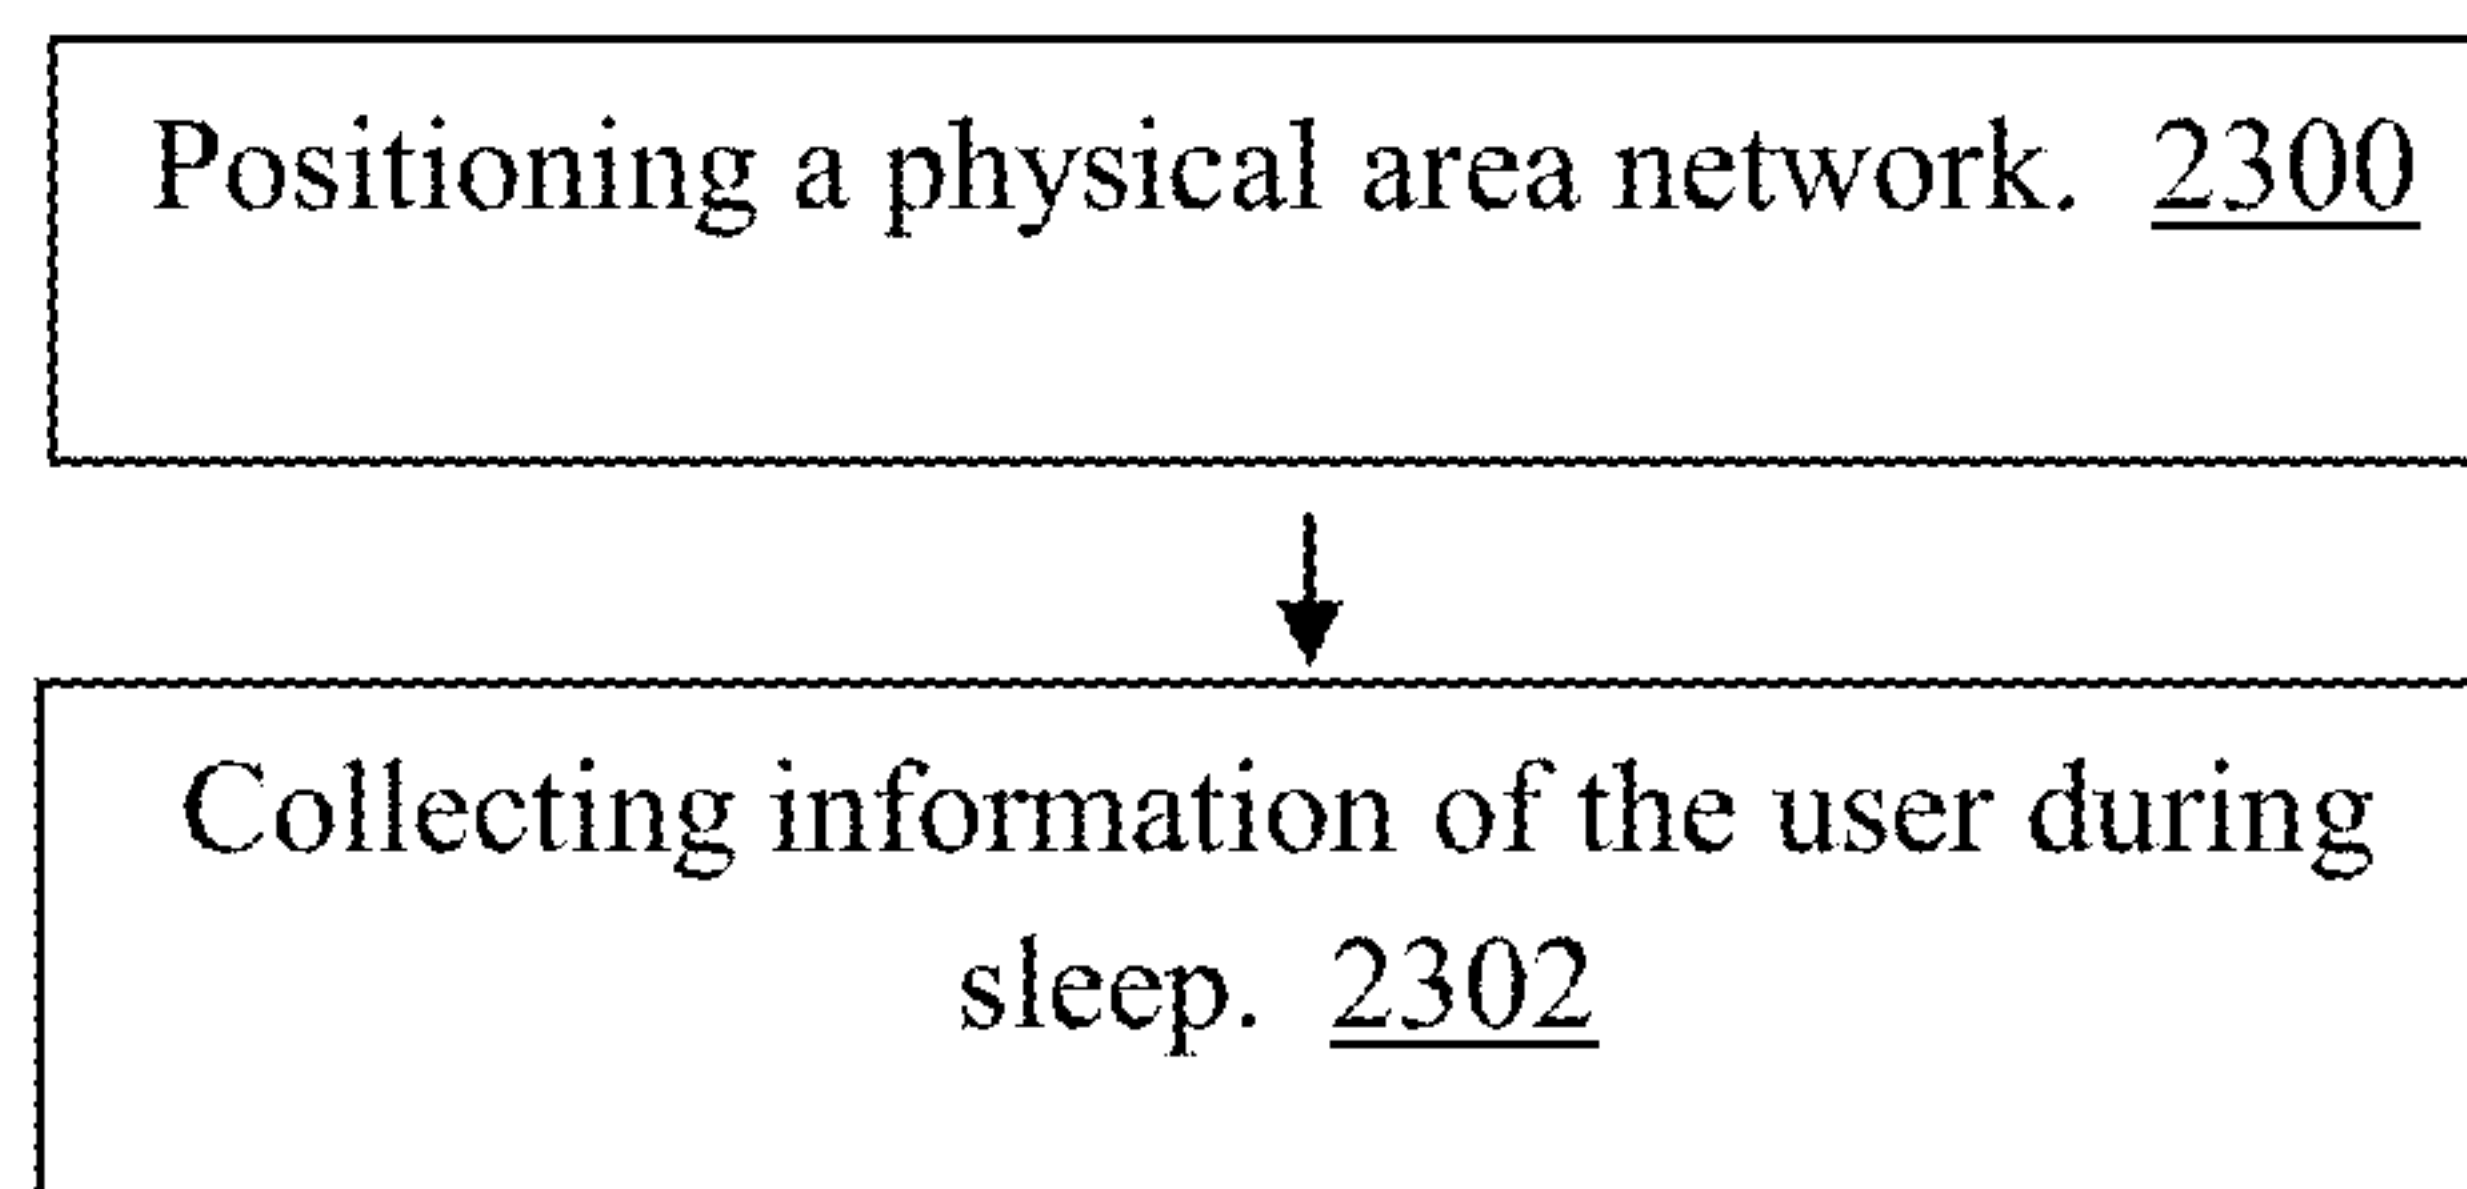 Positioning a physical area network. 2300
Collecting information of the user during
sleep. 2302